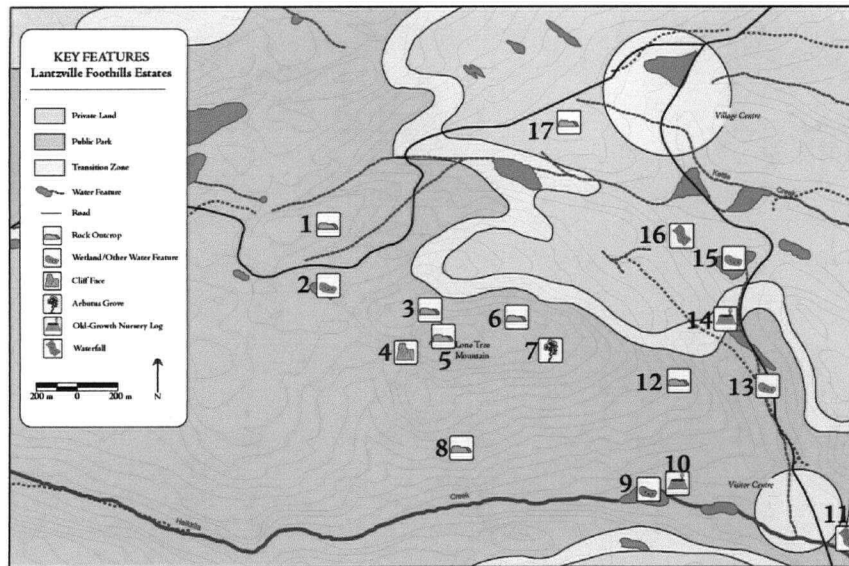 KEY FEATURES
Lantzville Foothills Estates
Private Land
Public Park
Transition Zone
Water Feature
Road
Rock Outcrop
Wetland/Other Water Feature
Cliff Face
Arbutus Grove
Old-Growth Nursery Log
Waterfall
200 m 0 200 m
N
17
Village Centre
Kettle
Creek
1
16
15
2
3
6
14
5
Lone Tree
Mountain
4
7
12
13
8
9
10
Visitor Centre
Creek
11